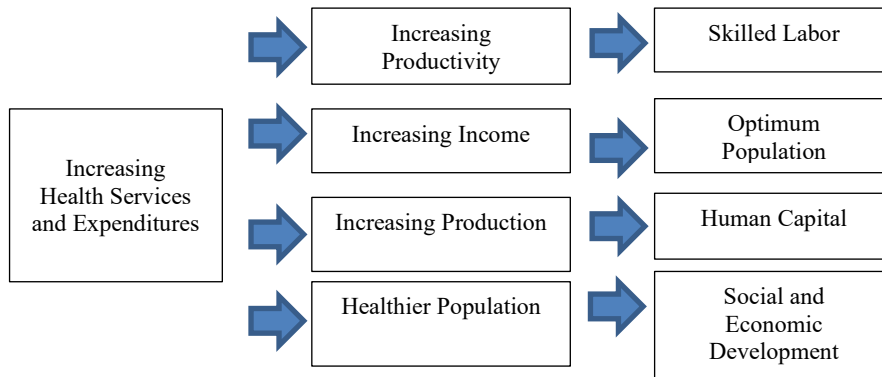 Increasing
Health Services
and Expenditures
Increasing
Productivity
Increasing Income
Increasing Production
Healthier Population
Skilled Labor
Optimum
Population
Human Capital
Social and
Economic
Development